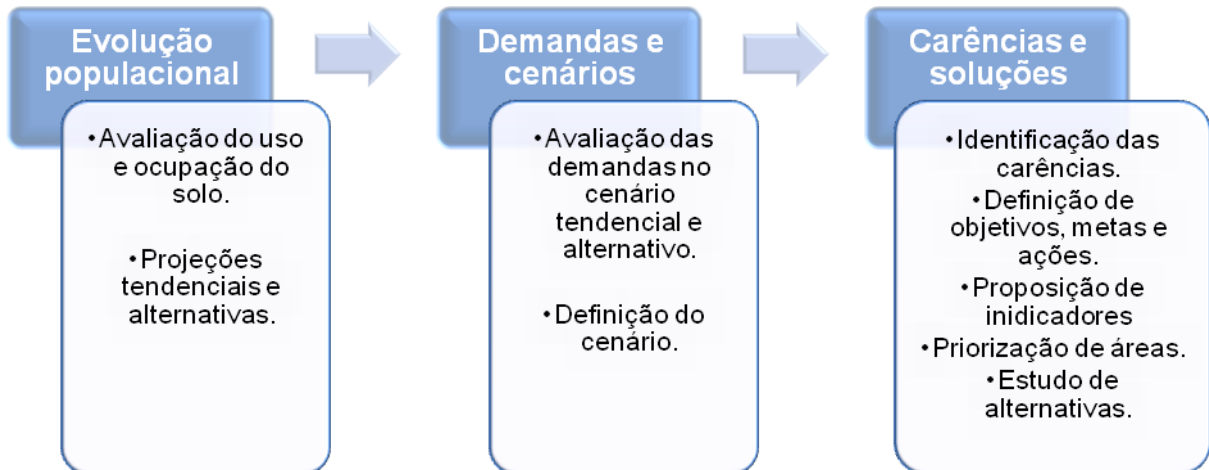 Evolução
populacional
•Avaliação do uso
e ocupação do
solo.
•Projeções
tendenciais e
alternativas.
Demandas e
cenários
•Avaliação das
demandas no
cenário
tendencial e
alternativo.
•Definição do
cenário.
Carências e
soluções
•Identificação das
carências.
•Definição de
objetivos, metas e
ações.
•Proposição de
inidicadores
•Priorização de áreas.
•Estudo de
alternativas.